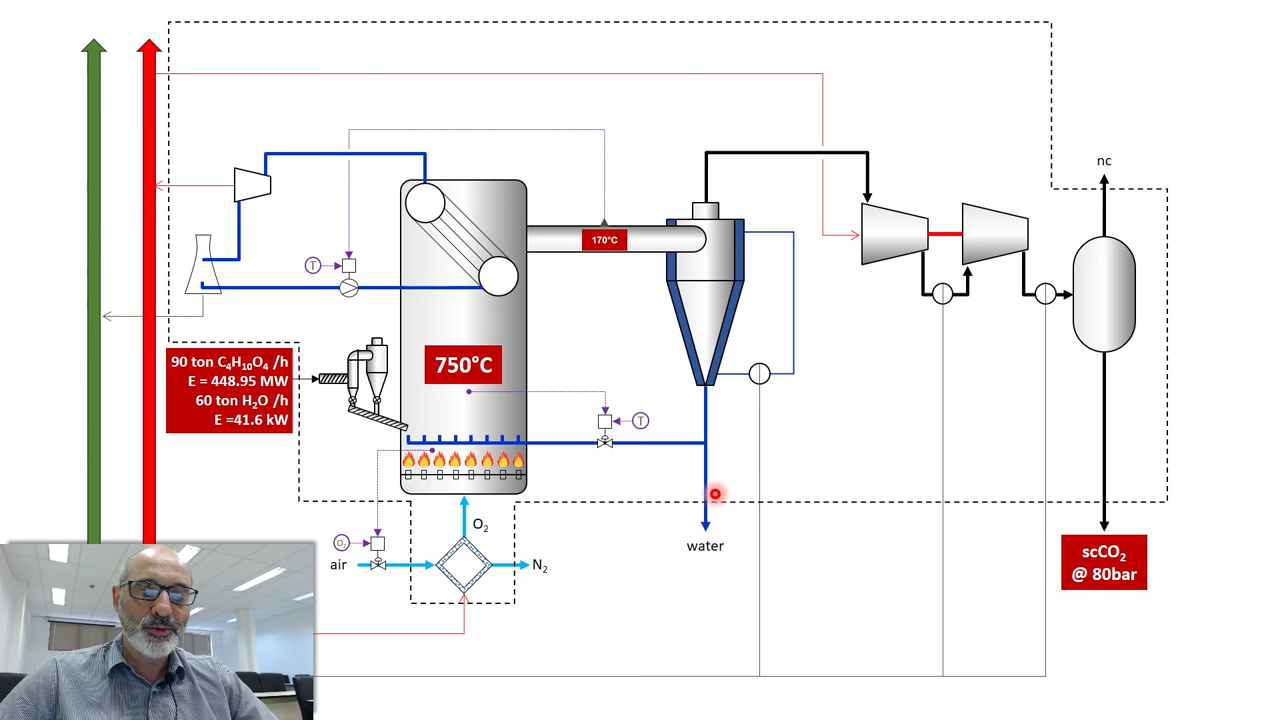 nc
170°C
T
90 ton C₄H₁₀O₄ /h
E = 448.95 MW
60 ton H₂O /h
E =41.6 kW
750°C
T
O₂
O₂
air
N₂
water
scCO₂
@ 80bar